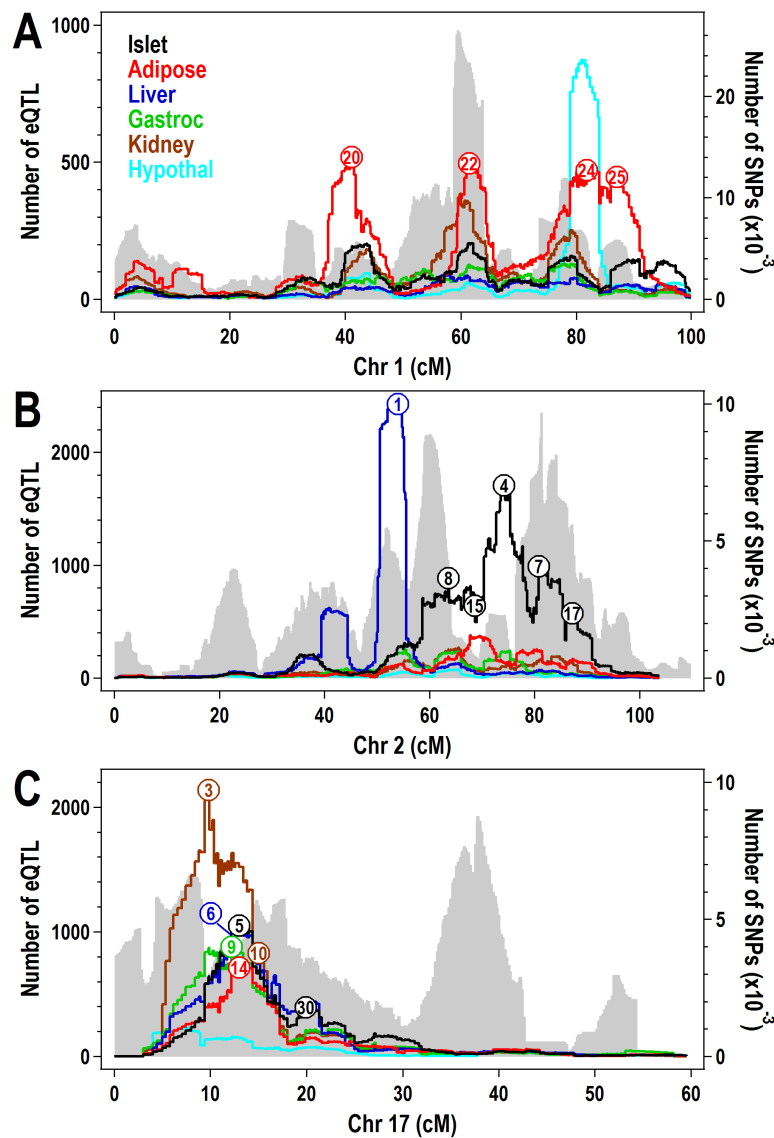 A
Number of eQTL
1000
500
0
Islet
Adipose
Liver
Gastroc
Kidney
Hypothal
20
22
24
25
20
10
0
Number of SNPs (x10^-3)
0 20 40 60 80 100
Chr 1 (cM)
B
Number of eQTL
2000
1000
0
1
8
15
4
7
17
10
5
0
Number of SNPs (x10^-3)
0 20 40 60 80 100
Chr 2 (cM)
C
Number of eQTL
2000
1000
0
3
6
5
9
10
14
30
10
5
0
Number of SNPs (x10^-3)
0 10 20 30 40 50 60
Chr 17 (cM)